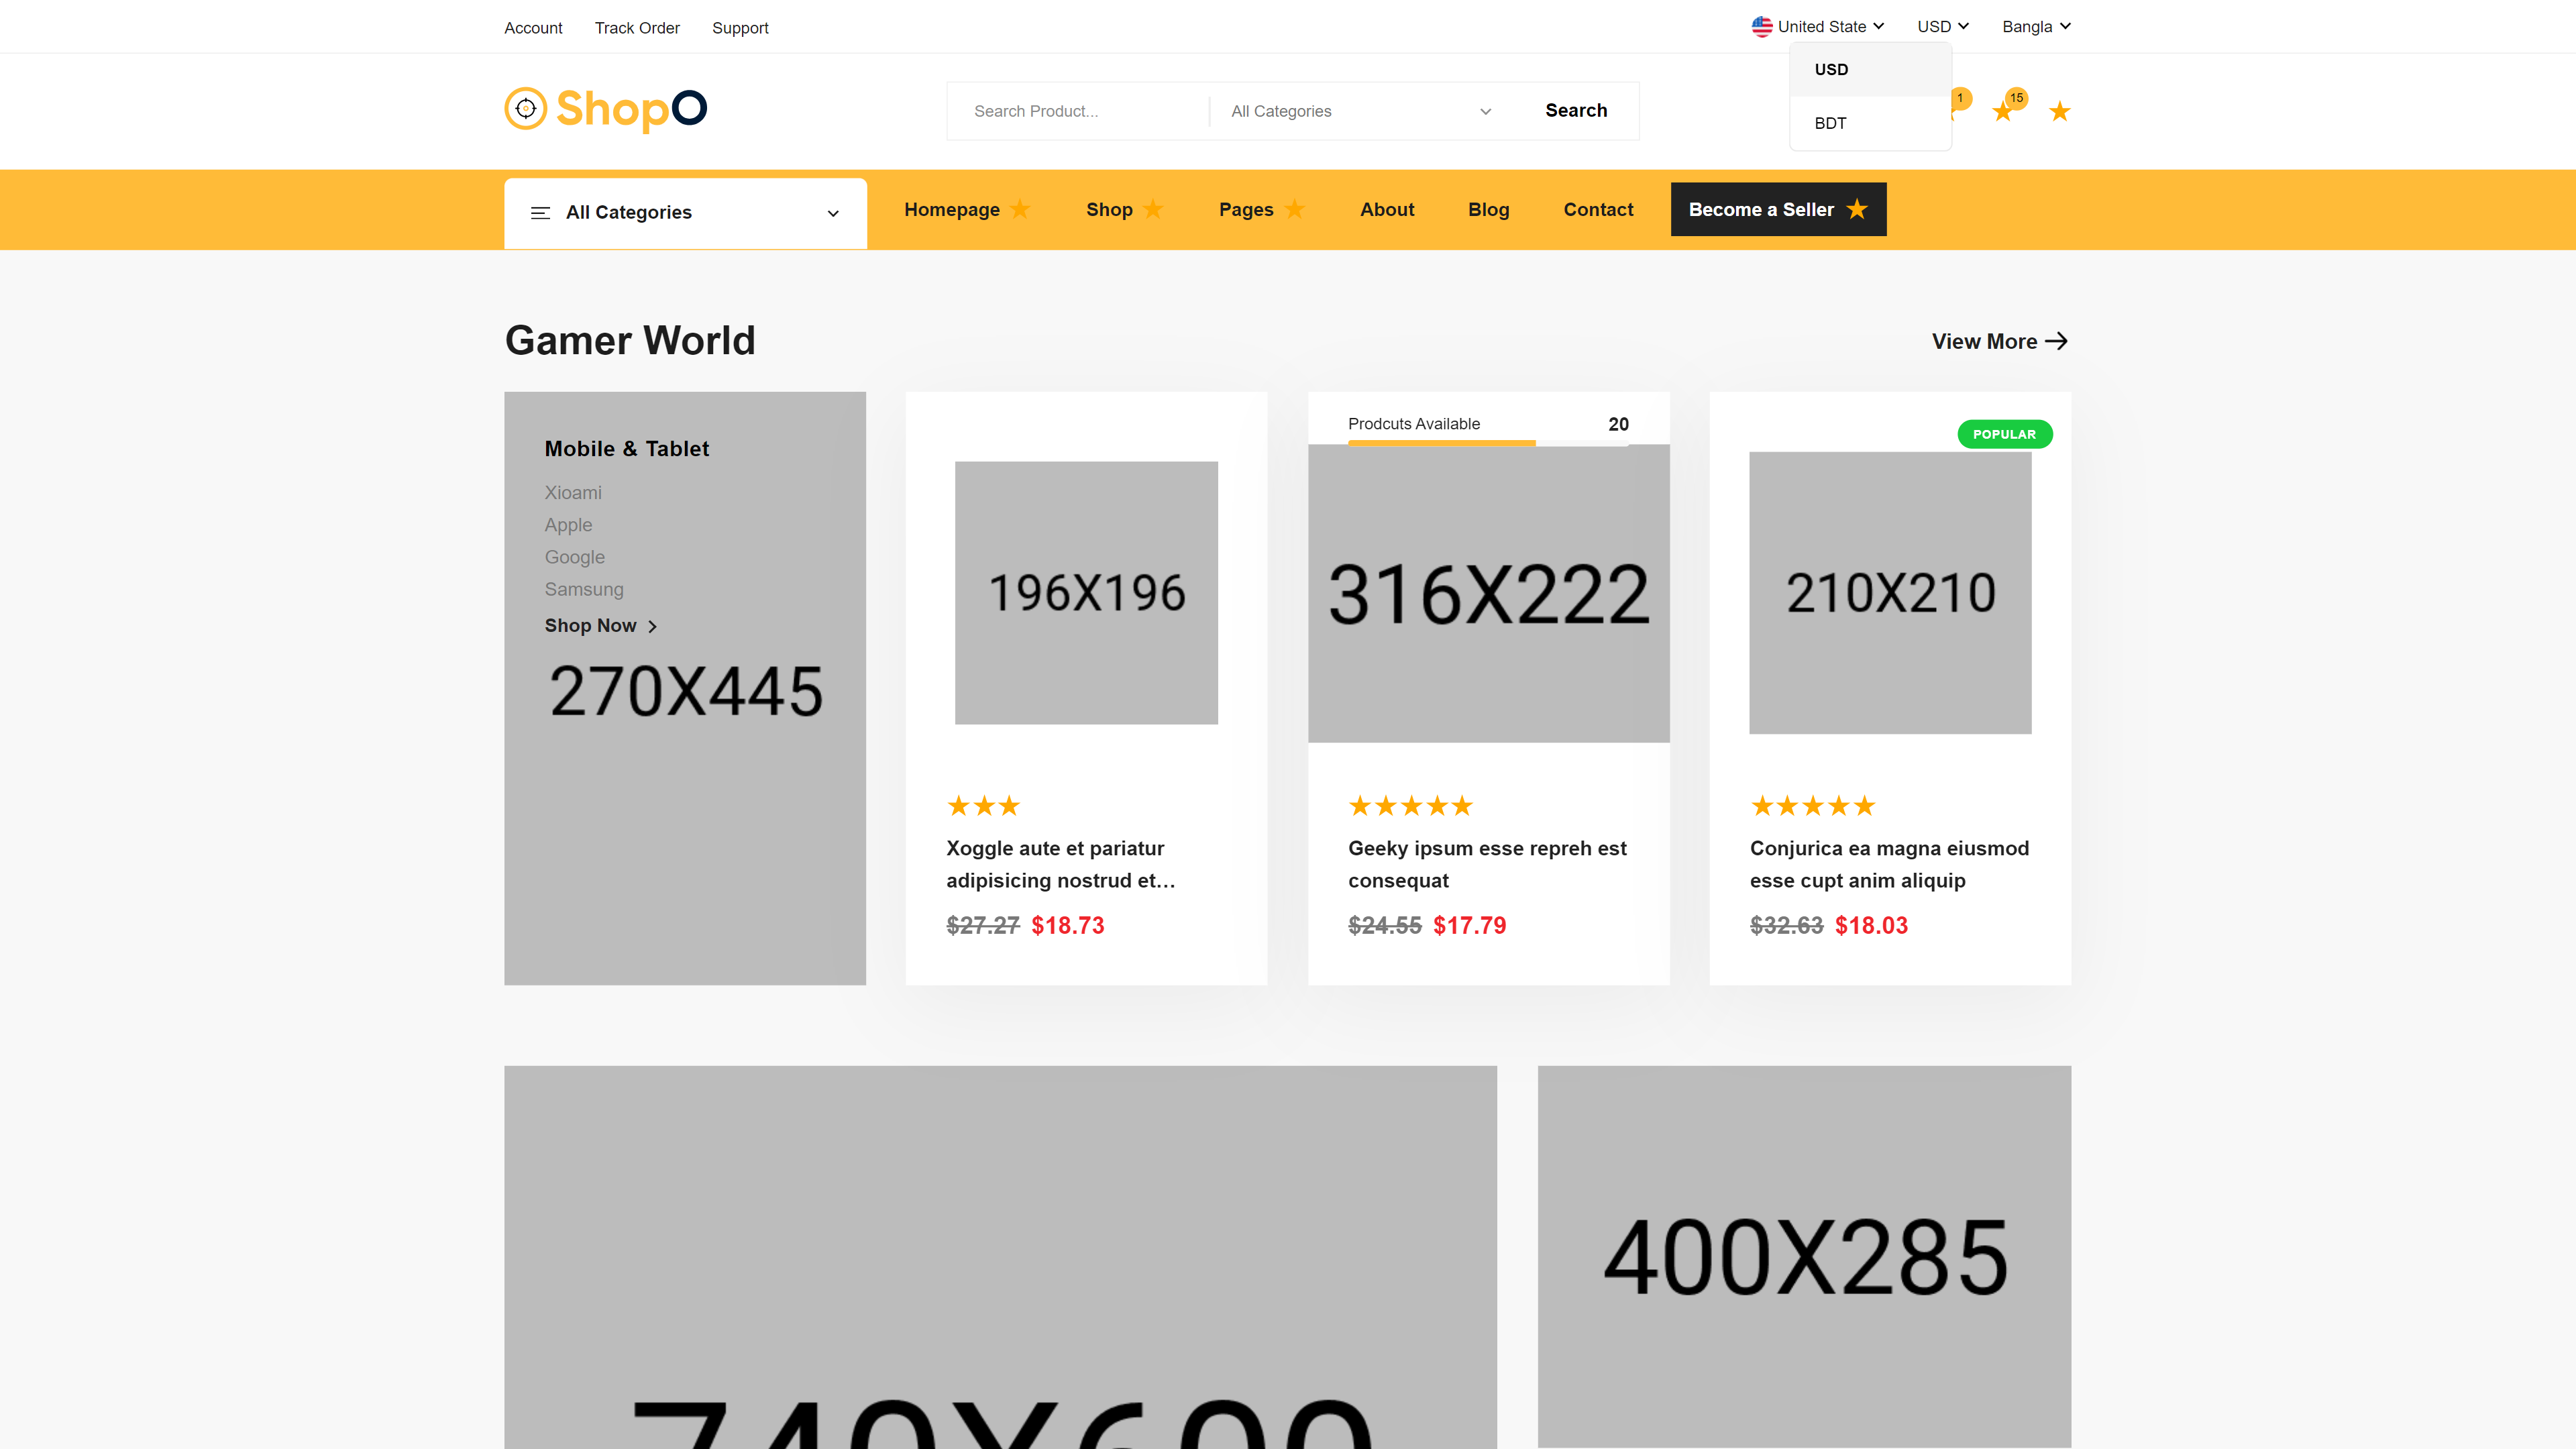 Account Track Order Support
United State USD Bangla
USD
BDT
ShopO
Search Product... All Categories Search
1
15
All Categories
Homepage Shop Pages About Blog Contact Become a Seller
Gamer World
View More
Mobile & Tablet
Xioami
Apple
Google
Samsung
Shop Now
270X445
196X196
Xoggle aute et pariatur
adipisicing nostrud et...
$27.27 $18.73
Prodcuts Available 20
316X222
Geeky ipsum esse repreh est
consequat
$24.55 $17.79
POPULAR
210X210
Conjurica ea magna eiusmod
esse cupt anim aliquip
$32.63 $18.03
400X285